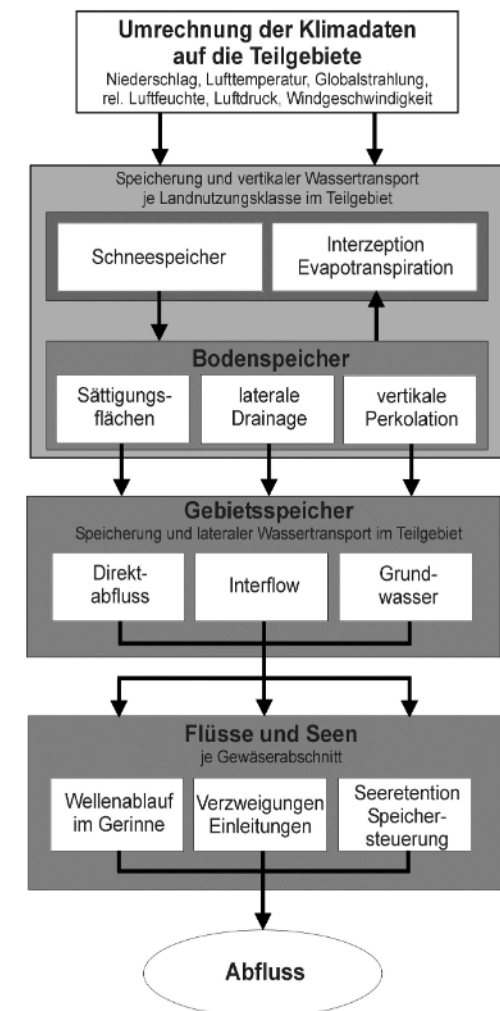 Umrechnung der Klimadaten
auf die Teilgebiete
Niederschlag, Lufttemperatur, Globalstrahlung,
rel. Luftfeuchte, Luftdruck, Windgeschwindigkeit
Speicherung und vertikaler Wassertransport
je Landnutzungsklasse im Teilgebiet
Schneespeicher
Interzeption
Evapotranspiration
Bodenspeicher
Sättigungs-
flächen
laterale
Drainage
vertikale
Perkolation
Gebietsspeicher
Speicherung und lateraler Wassertransport im Teilgebiet
Direkt-
abfluss
Interflow
Grund-
wasser
Flüsse und Seen
je Gewäserabschnitt
Wellenablauf
im Gerinne
Verzweigungen
Einleitungen
Seeretention
Speicher-
steuerung
Abfluss